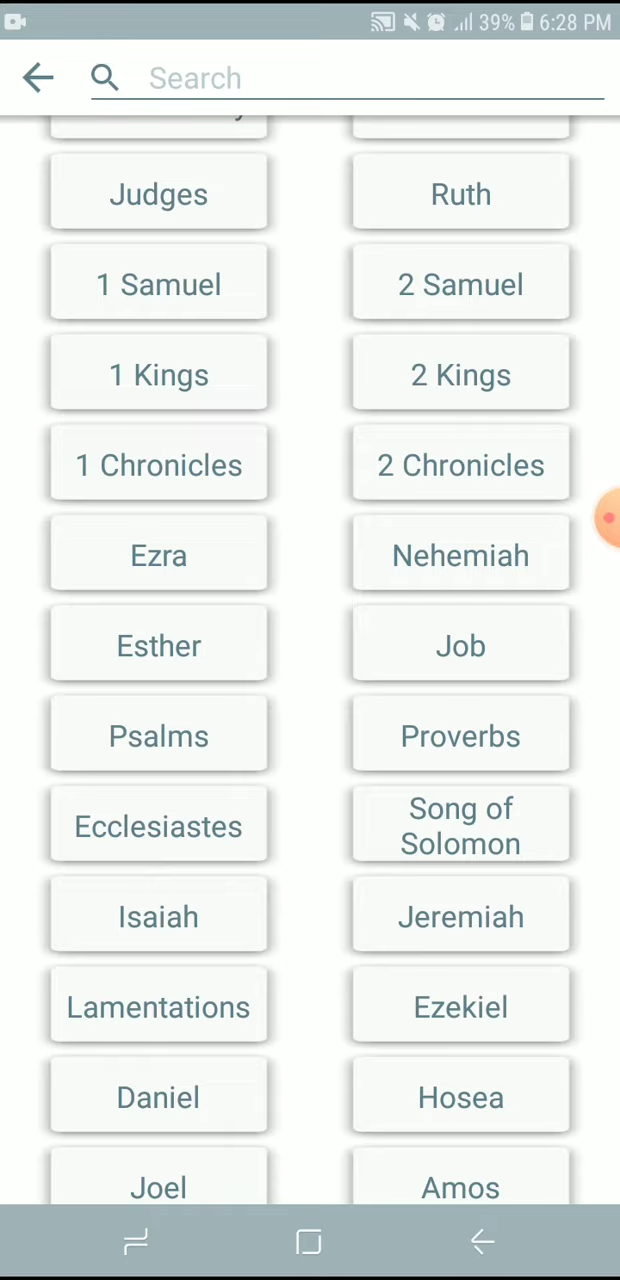 39% 6:28 PM
Search
Judges
Ruth
1 Samuel
2 Samuel
1 Kings
2 Kings
1 Chronicles
2 Chronicles
Ezra
Nehemiah
Esther
Job
Psalms
Proverbs
Ecclesiastes
Song of
Solomon
Isaiah
Jeremiah
Lamentations
Ezekiel
Daniel
Hosea
Joel
Amos